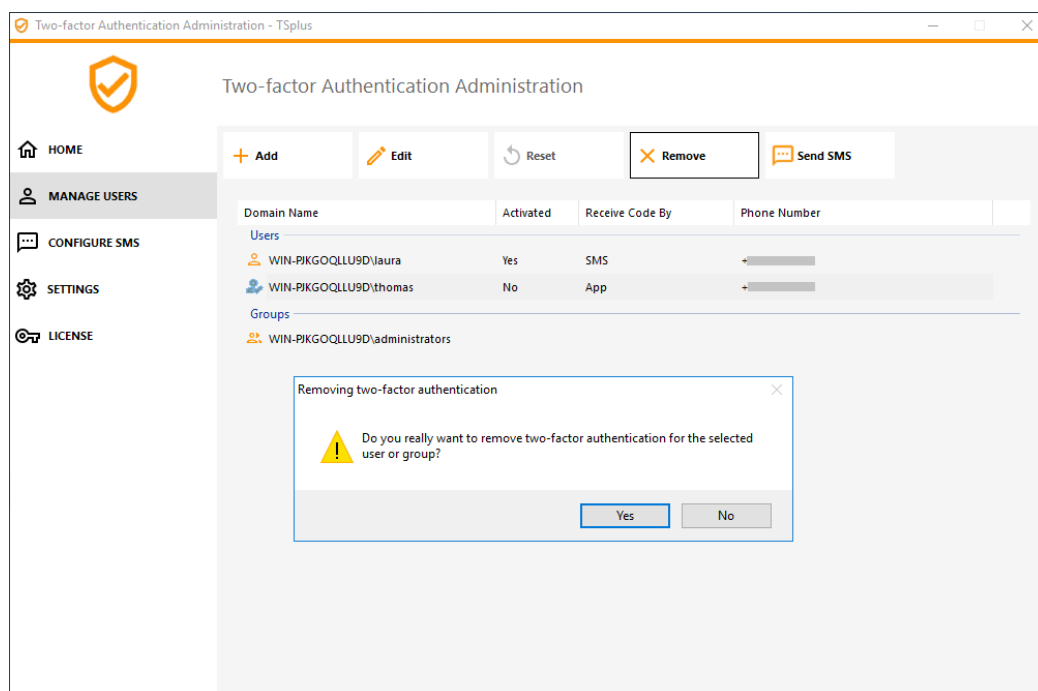 Two-factor Authentication Administration - TSplus
Two-factor Authentication Administration
HOME
MANAGE USERS
CONFIGURE SMS
SETTINGS
LICENSE
Add Edit Reset Remove Send SMS
Domain Name Activated Receive Code By Phone Number
Users
WIN-PJKGOQLLU9D\laura Yes SMS +
WIN-PJKGOQLLU9D\thomas No App +
Groups
WIN-PJKGOQLLU9D\administrators
Removing two-factor authentication
Do you really want to remove two-factor authentication for the selected
user or group?
Yes No